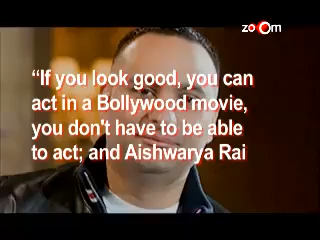 zoom
“If you look good, you can
act in a Bollywood movie,
you don't have to be able
to act; and Aishwarya Rai